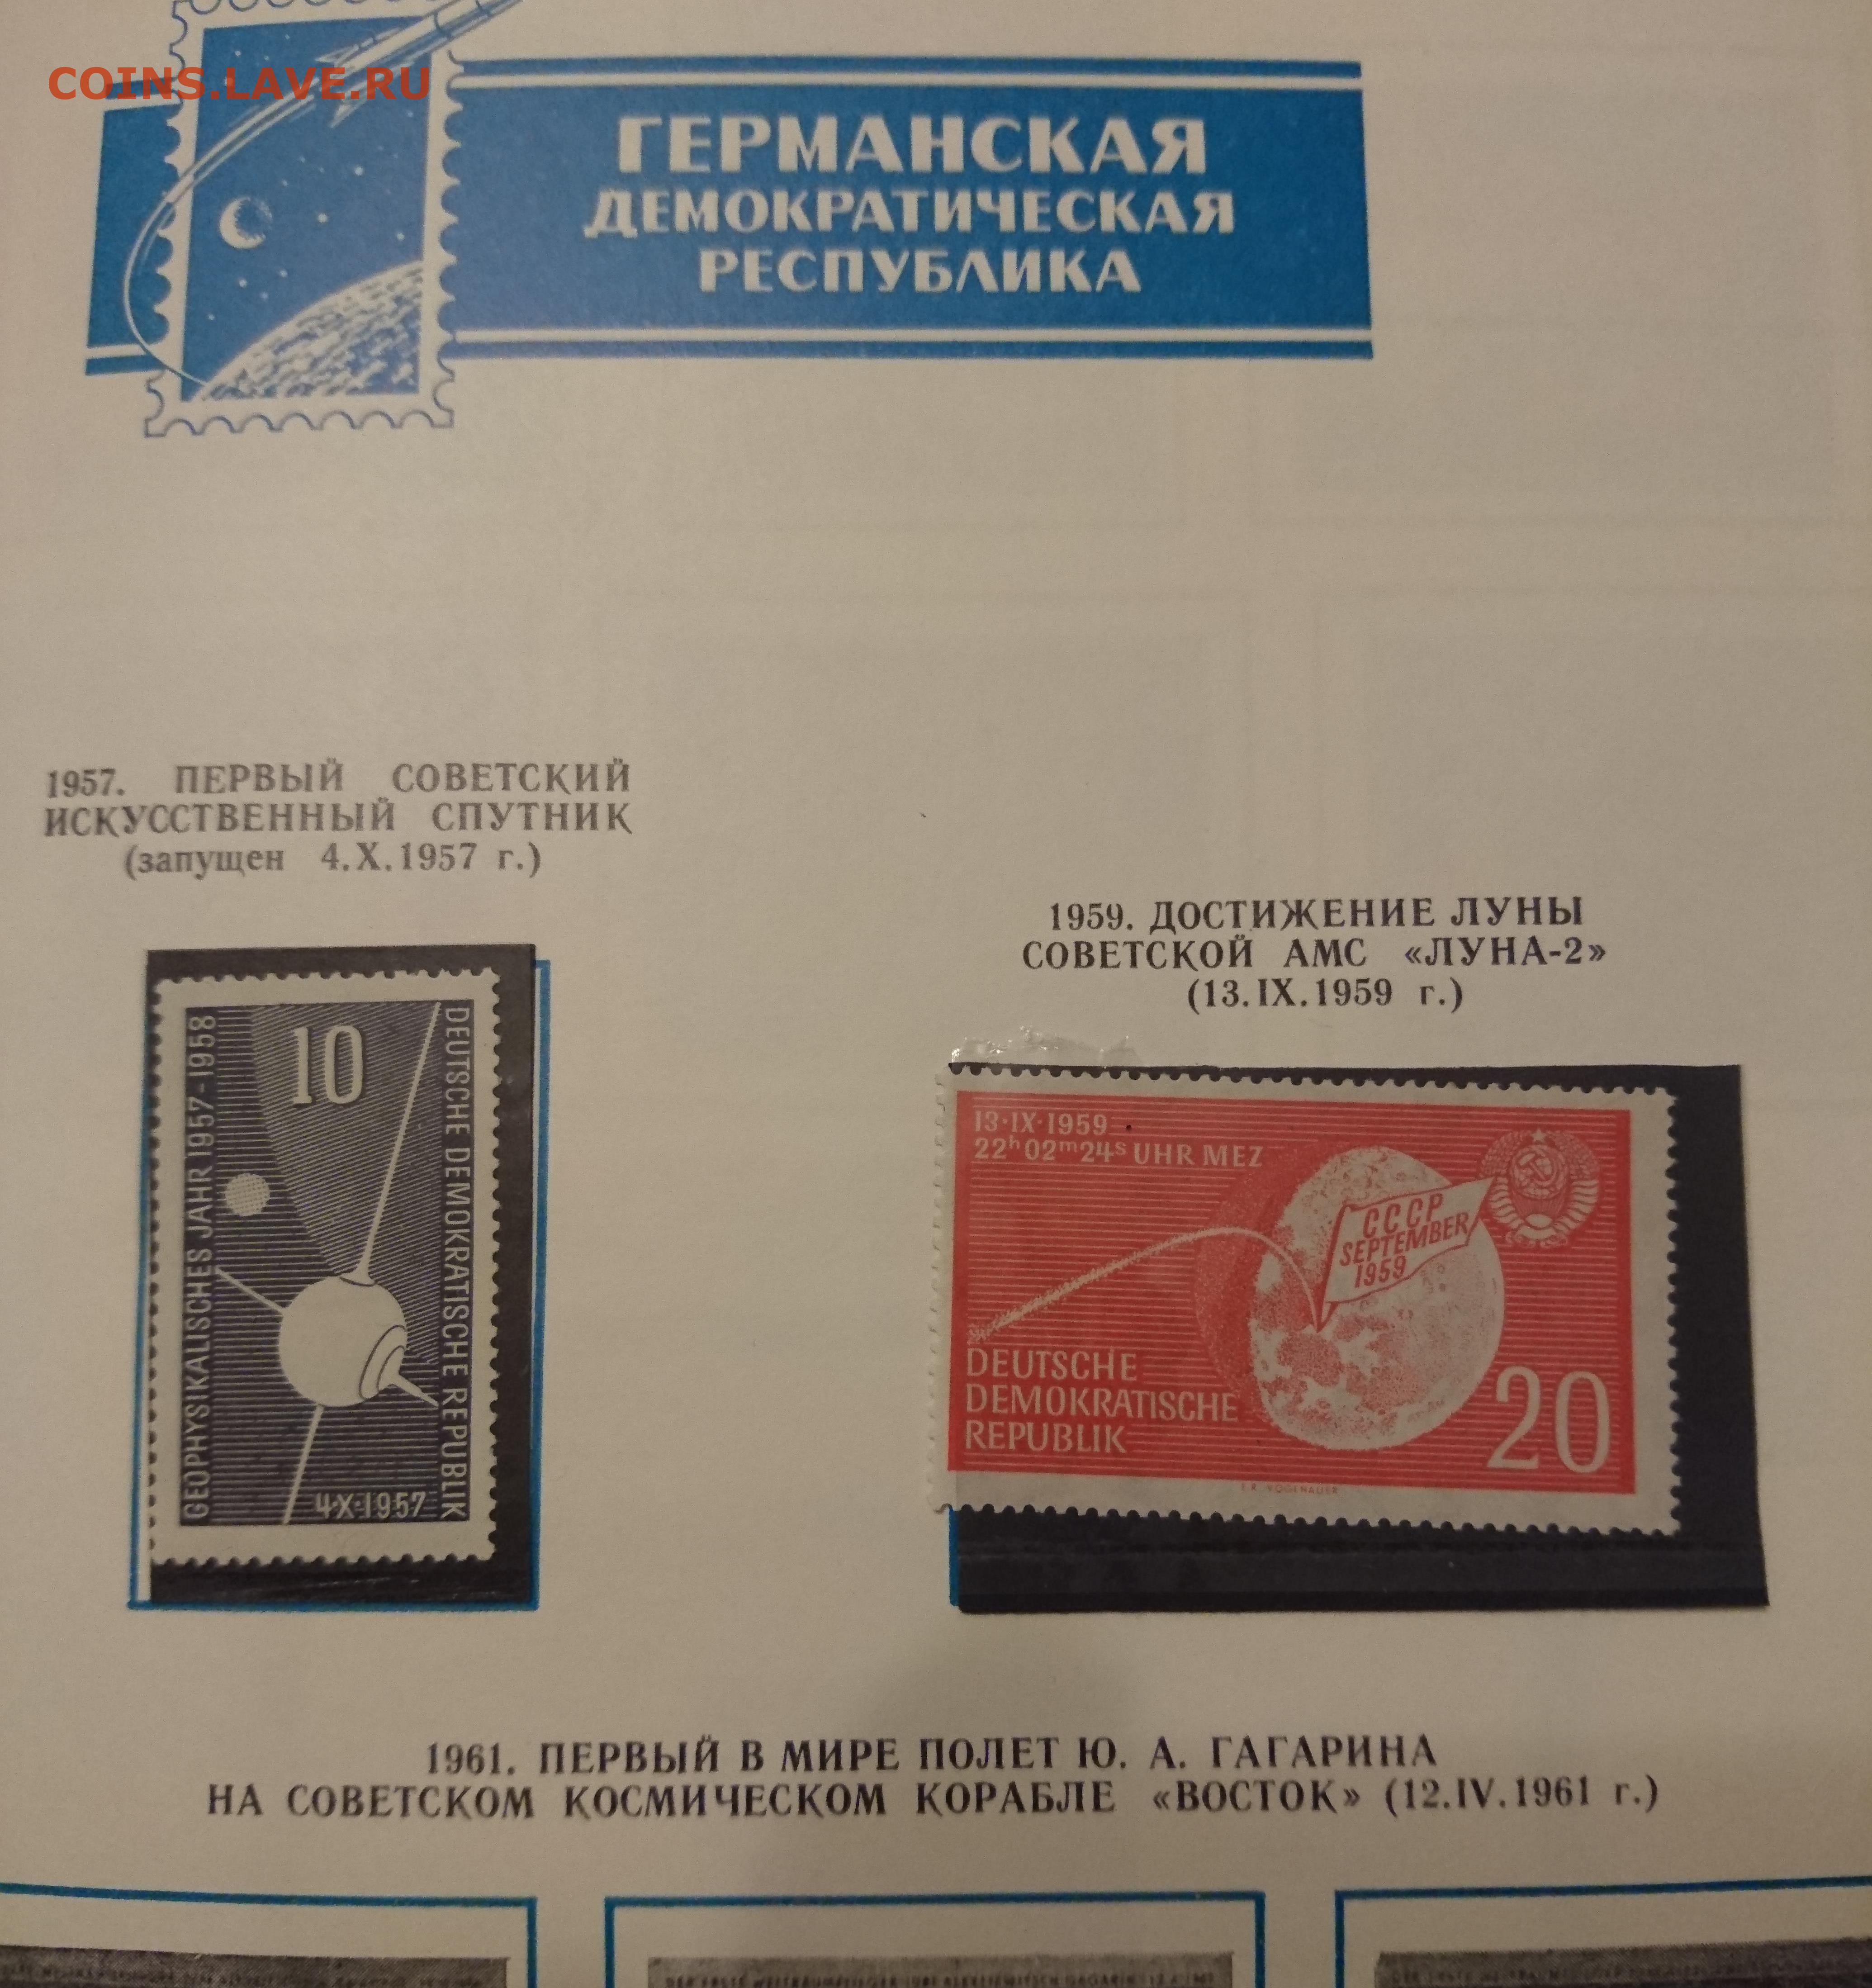 COINS.LAVE.RU
ГЕРМАНСКАЯ
ДЕМОКРАТИЧЕСКАЯ
РЕСПУБЛИКА
1957. ПЕРВЫЙ СОВЕТСКИЙ
ИСКУССТВЕННЫЙ СПУТНИК
(запущен 4.X.1957 г.)
GEOPHYSIKALISCHES JAHR 1957-1958
10
DEUTSCHE DEMOKRATISCHE REPUBLIK
4·X·1957
1959. ДОСТИЖЕНИЕ ЛУНЫ
СОВЕТСКОЙ АМС «ЛУНА-2»
(13.IX.1959 г.)
13·IX·1959
22h 02m 24s UHR MEZ
СССР
SEPTEMBER
1959
DEUTSCHE
DEMOKRATISCHE
REPUBLIK
20
VOGENAUER
1961. ПЕРВЫЙ В МИРЕ ПОЛЕТ Ю. А. ГАГАРИНА
НА СОВЕТСКОМ КОСМИЧЕСКОМ КОРАБЛЕ «ВОСТОК» (12.IV.1961 г.)